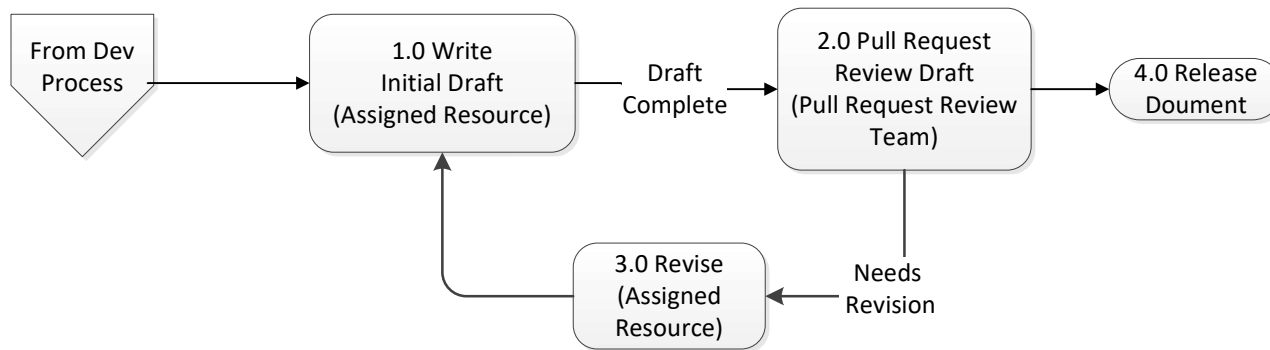 From Dev
Process
1.0 Write
Initial Draft
(Assigned Resource)
Draft
Complete
2.0 Pull Request
Review Draft
(Pull Request Review
Team)
4.0 Release
Doument
3.0 Revise
(Assigned
Resource)
Needs
Revision